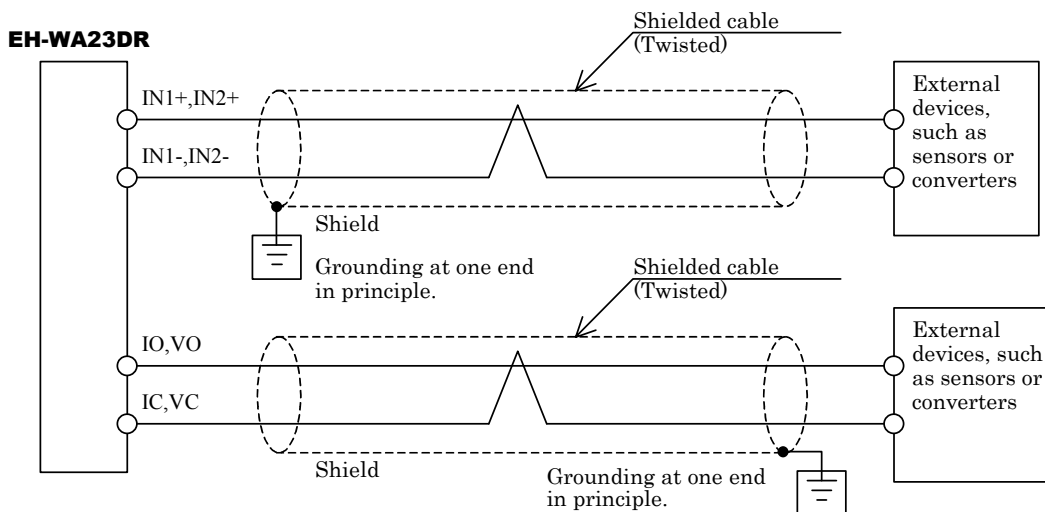 EH-WA23DR
Shielded cable
(Twisted)
IN1+,IN2+
IN1-,IN2-
External
devices,
such as
sensors or
converters
Shield
Grounding at one end
in principle.
Shielded cable
(Twisted)
IO,VO
IC,VC
External
devices, such
as sensors or
converters
Shield
Grounding at one end
in principle.